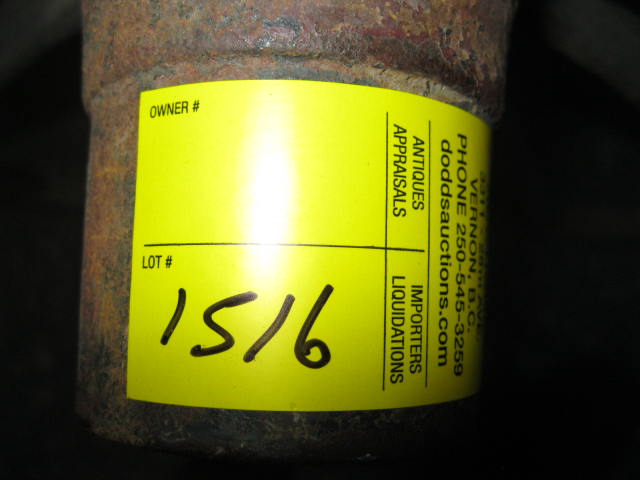 OWNER #
LOT #
1516
ANTIQUES
APPRAISALS
IMPORTERS
LIQUIDATIONS
VERNON, B.C.
PHONE 250-545-3259
doddsauctions.com